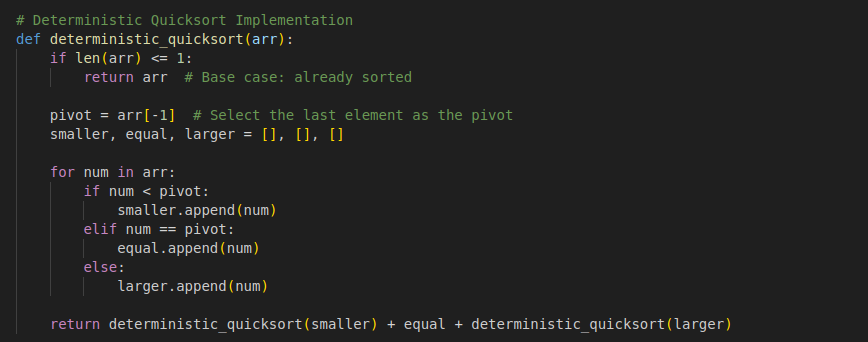 # Deterministic Quicksort Implementation
def deterministic_quicksort(arr):
    if len(arr) <= 1:
        return arr  # Base case: already sorted

    pivot = arr[-1]  # Select the last element as the pivot
    smaller, equal, larger = [], [], []

    for num in arr:
        if num < pivot:
            smaller.append(num)
        elif num == pivot:
            equal.append(num)
        else:
            larger.append(num)

    return deterministic_quicksort(smaller) + equal + deterministic_quicksort(larger)